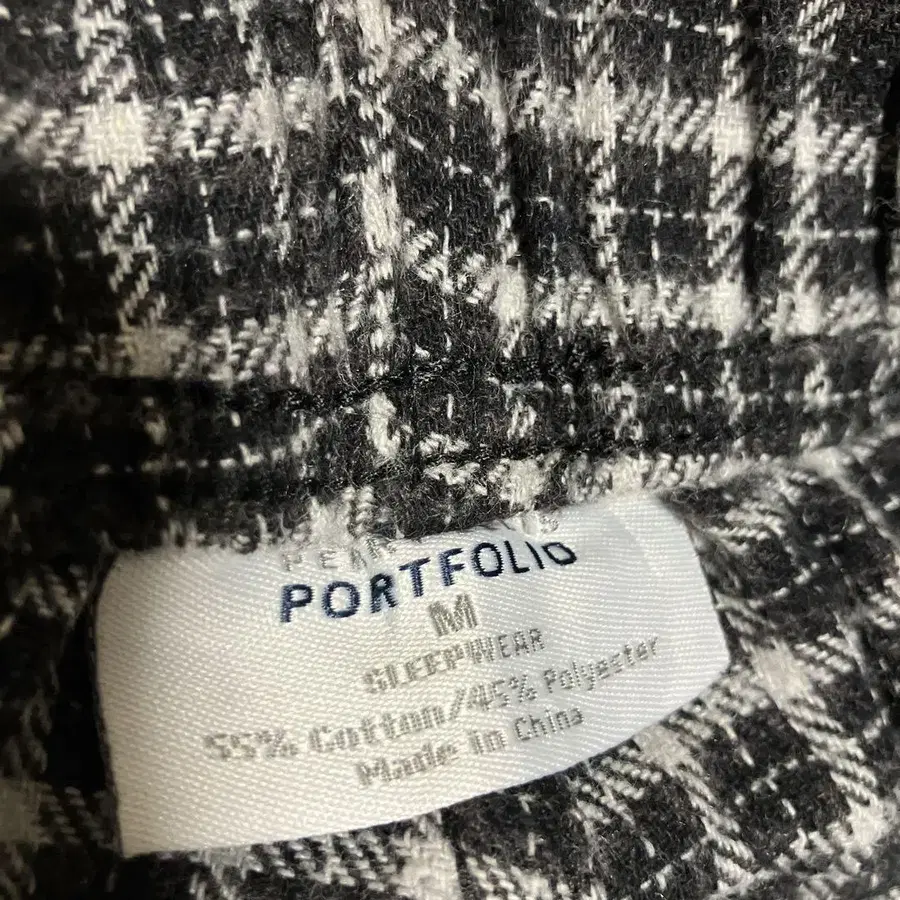 PORTFOLIO
M
SLEEPWEAR
55% Cotton/45% Polyester
Made in China